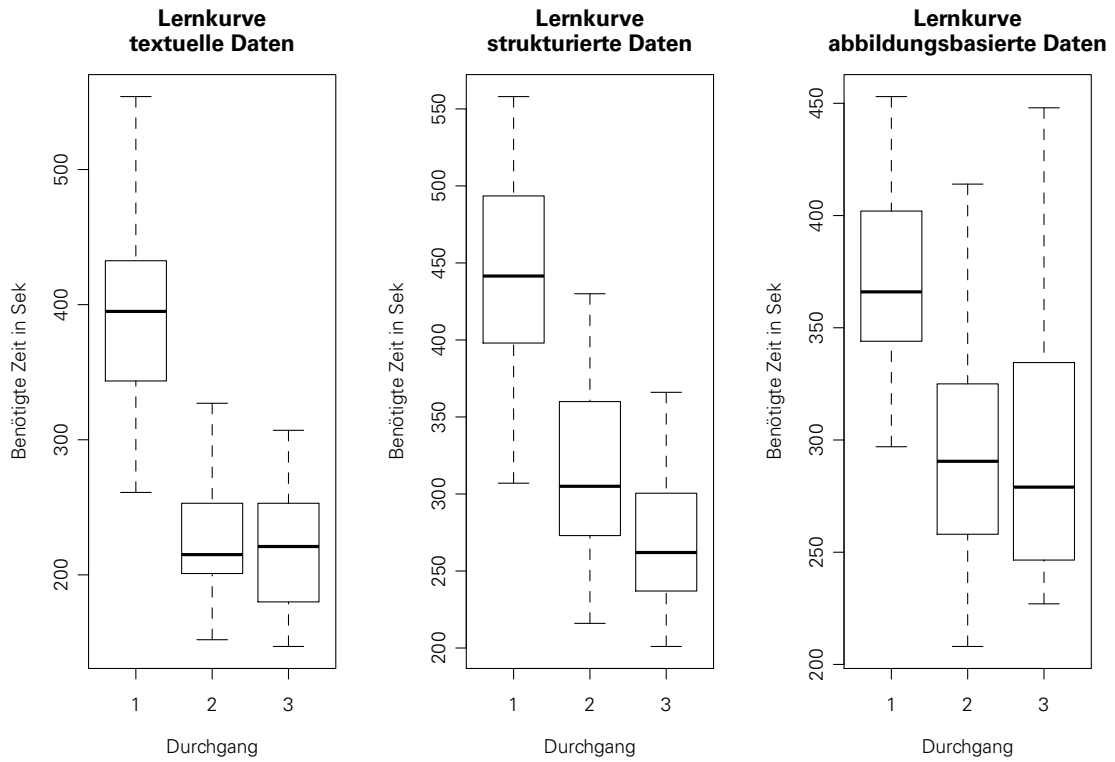 Lernkurve
textuelle Daten
Benötigte Zeit in Sek
500
400
300
200
1 2 3
Durchgang
Lernkurve
strukturierte Daten
Benötigte Zeit in Sek
550
500
450
400
350
300
250
200
1 2 3
Durchgang
Lernkurve
abbildungsbasierte Daten
Benötigte Zeit in Sek
450
400
350
300
250
200
1 2 3
Durchgang